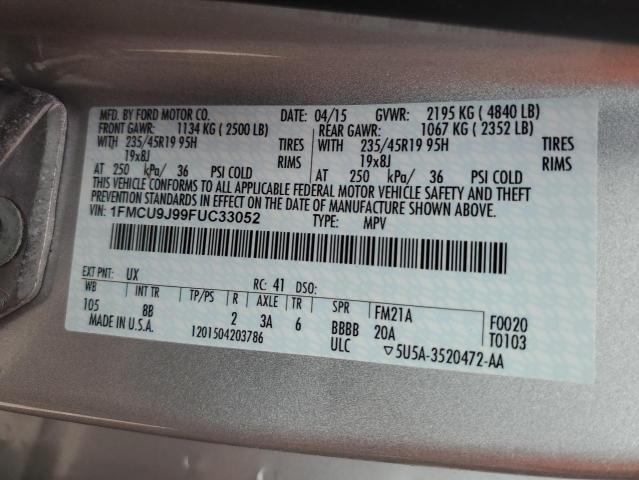 MFD. BY FORD MOTOR CO. DATE: 04/15 GVWR: 2195 KG ( 4840 LB)
FRONT GAWR: 1134 KG ( 2500 LB) REAR GAWR: 1067 KG ( 2352 LB)
WITH 235/45R19 95H TIRES WITH 235/45R19 95H TIRES
19x8J RIMS 19x8J RIMS
AT 250 kPa/ 36 PSI COLD AT 250 kPa/ 36 PSI COLD
THIS VEHICLE CONFORMS TO ALL APPLICABLE FEDERAL MOTOR VEHICLE SAFETY AND THEFT
PREVENTION STANDARDS IN EFFECT ON THE DATE OF MANUFACTURE SHOWN ABOVE.
VIN: 1FMCU9J99FUC33052 TYPE: MPV
EXT PNT: UX RC: 41 DSO:
WB INT TR TP/PS R AXLE TR SPR FM21A F0020
105 8B 2 3A 6 BBBB 20A T0103
MADE IN U.S.A. 1201504203786 ULC ▽5U5A-3520472-AA